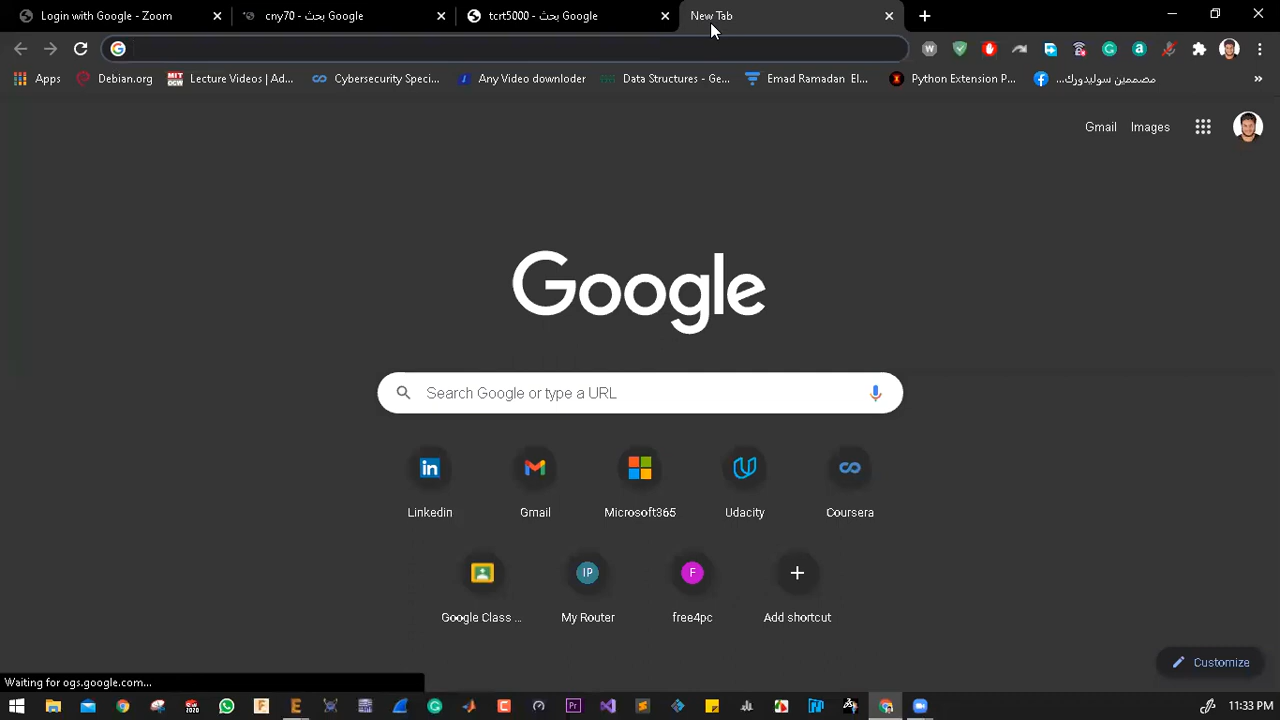 Login with Google - Zoom
cny70 - بحث Google
tcrt5000 - بحث Google
New Tab
Apps
Debian.org
Lecture Videos | Ad...
Cybersecurity Speci...
Any Video downloder
Data Structures - Ge...
Emad Ramadan El...
Python Extension P...
مصممين سوليدورك...
»
Gmail
Images
Google
Search Google or type a URL
Linkedin
Gmail
Microsoft365
Udacity
Coursera
Google Class ...
IP
My Router
F
free4pc
Add shortcut
Customize
Waiting for ogs.google.com...
11:33 PM